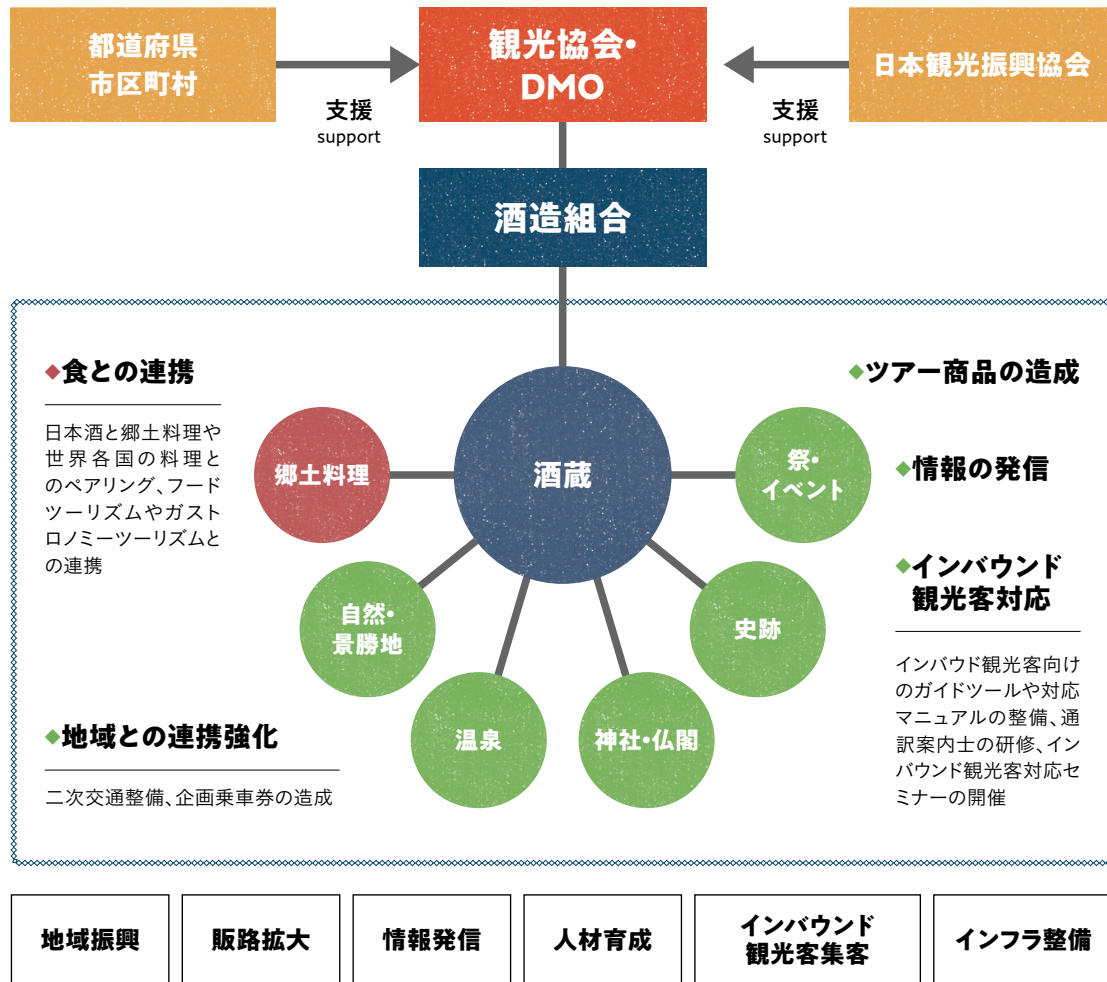 都道府県
市区町村
支援
support
観光協会・
DMO
支援
support
日本観光振興協会
酒造組合
◆食との連携
日本酒と郷土料理や
世界各国の料理と
のペアリング、フード
ツーリズムやガスト
ロノミーツーリズムと
の連携
◆地域との連携強化
二次交通整備、企画乗車券の造成
酒蔵
郷土料理
自然・
景勝地
温泉
神社・仏閣
史跡
祭・
イベント
◆ツアー商品の造成
◆情報の発信
◆インバウンド
観光客対応
インバウド観光客向け
のガイドツールや対応
マニュアルの整備、通
訳案内士の研修、イン
バウンド観光客対応セ
ミナーの開催
地域振興
販路拡大
情報発信
人材育成
インバウンド
観光客集客
インフラ整備